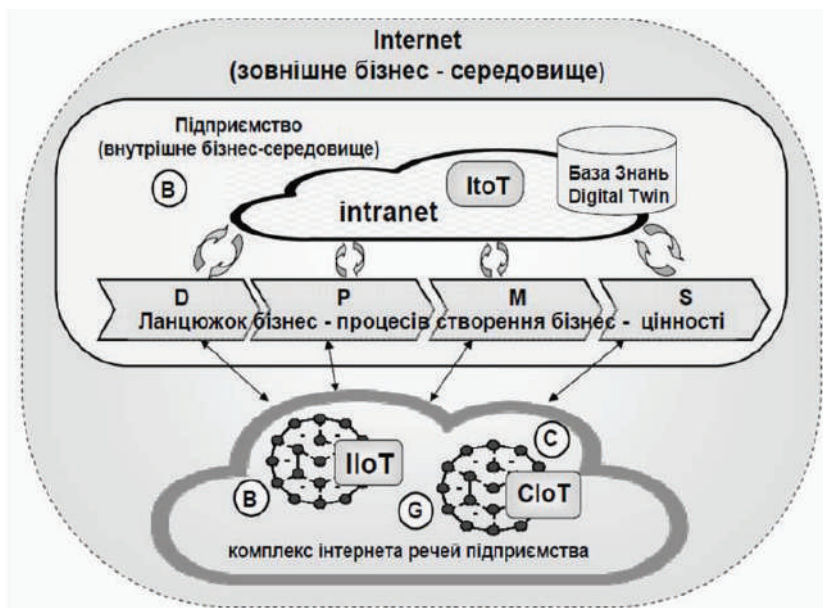 Internet
(зовнішне бізнес - середовище)
Підприємство
(внутрішне бізнес-середовище)
B
ItoT
База Знань
Digital Twin
intranet
D P M S
Ланцюжок бізнес - процесів створення бізнес - цінності
C
IIoT
B
G
CIoT
комплекс інтернета речей підприємства